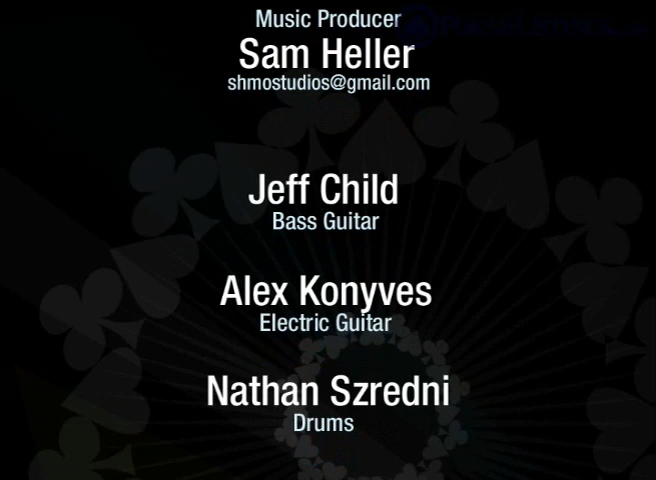 Music Producer
Sam Heller
shmostudios@gmail.com
Jeff Child
Bass Guitar
Alex Konyves
Electric Guitar
Nathan Szredni
Drums